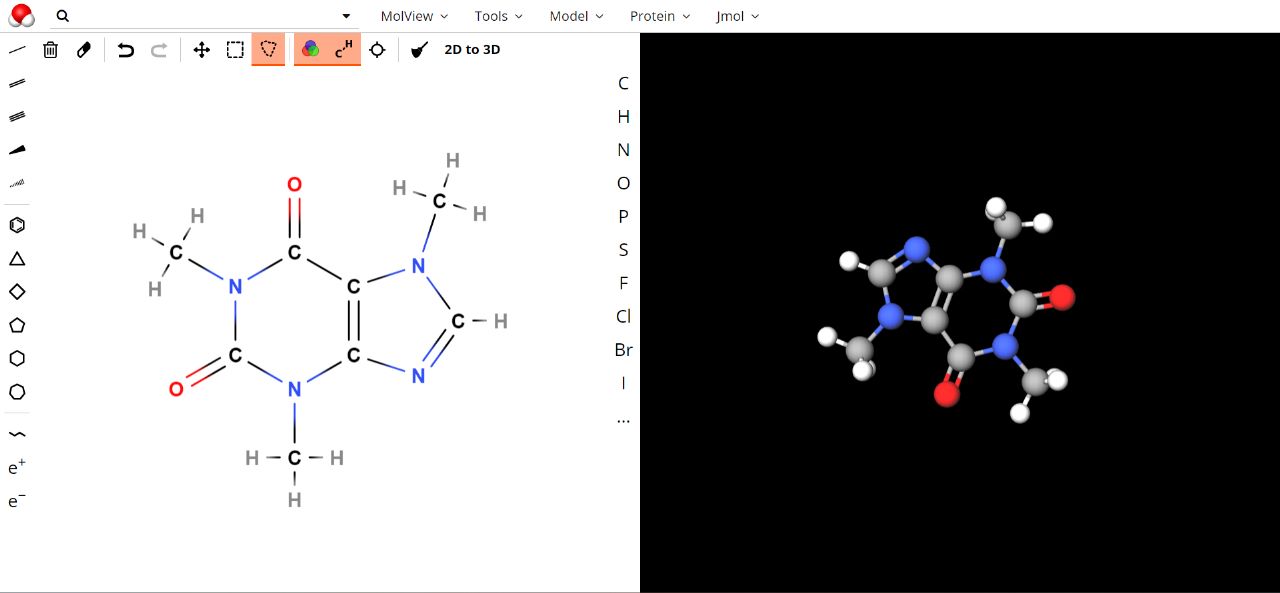 MolView Tools Model Protein Jmol
C H 2D to 3D
C
H
N
O
P
S
F
Cl
Br
I
...
e+
e−
H
O H C H
H H
H C C N
H N C
C H
C C N
O N
H C H
H